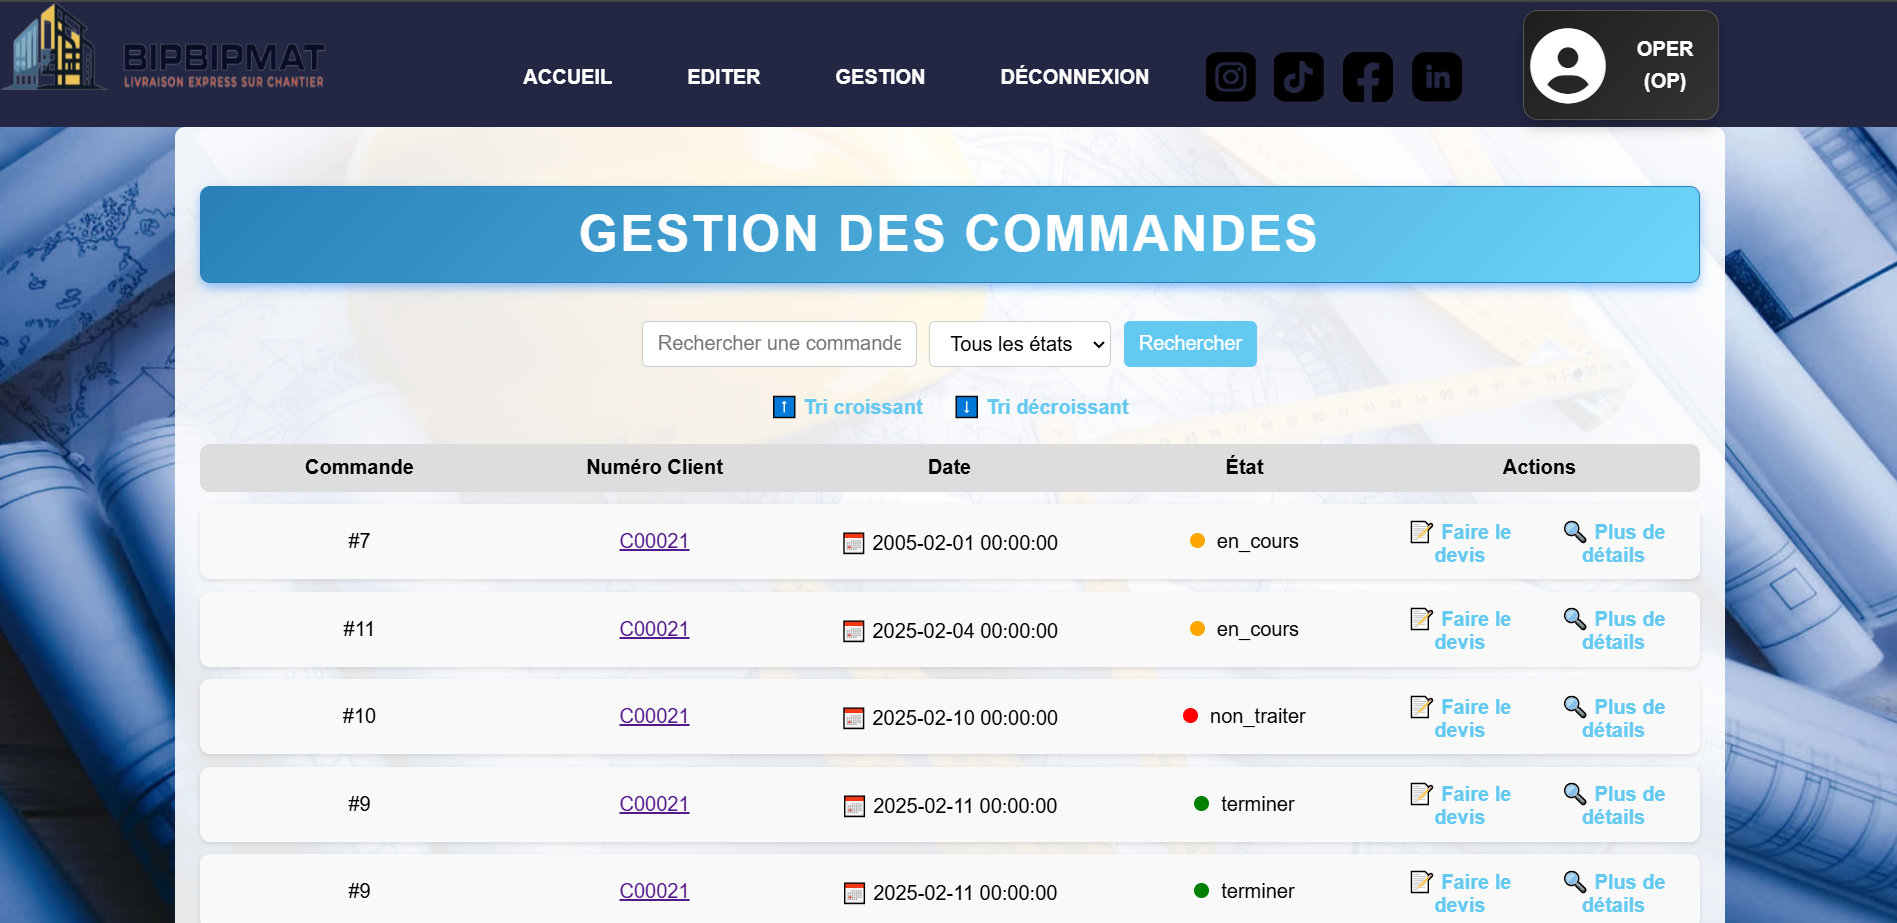 BIPBIPMAT
LIVRAISON EXPRESS SUR CHANTIER
ACCUEIL EDITER GESTION DÉCONNEXION
OPER
(OP)
GESTION DES COMMANDES
Rechercher une commande Tous les états Rechercher
↑ Tri croissant ↓ Tri décroissant
Commande Numéro Client Date État Actions
#7 C00021 2005-02-01 00:00:00 en_cours Faire le devis Plus de détails
#11 C00021 2025-02-04 00:00:00 en_cours Faire le devis Plus de détails
#10 C00021 2025-02-10 00:00:00 non_traiter Faire le devis Plus de détails
#9 C00021 2025-02-11 00:00:00 terminer Faire le devis Plus de détails
#9 C00021 2025-02-11 00:00:00 terminer Faire le devis Plus de détails